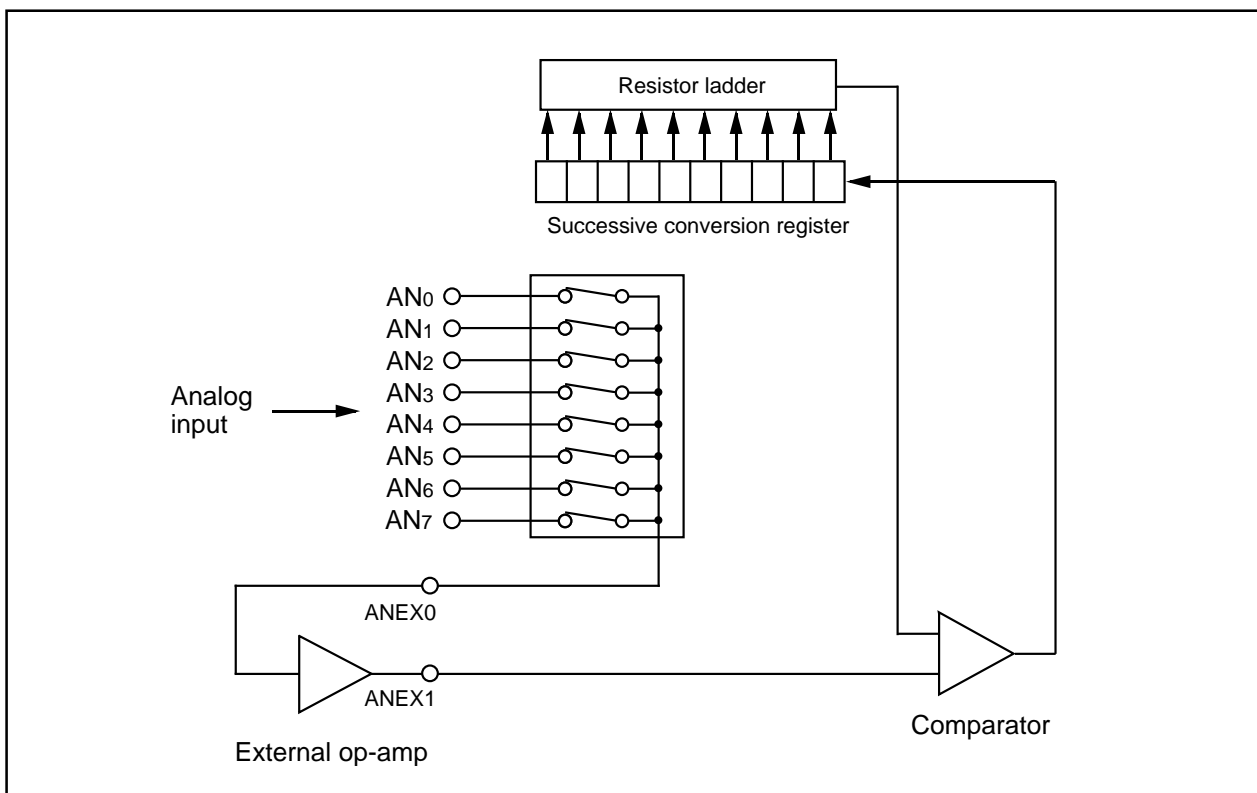 Resistor ladder
Successive conversion register
AN0
AN1
AN2
AN3
AN4
AN5
AN6
AN7
Analog
input
ANEX0
ANEX1
External op-amp
Comparator